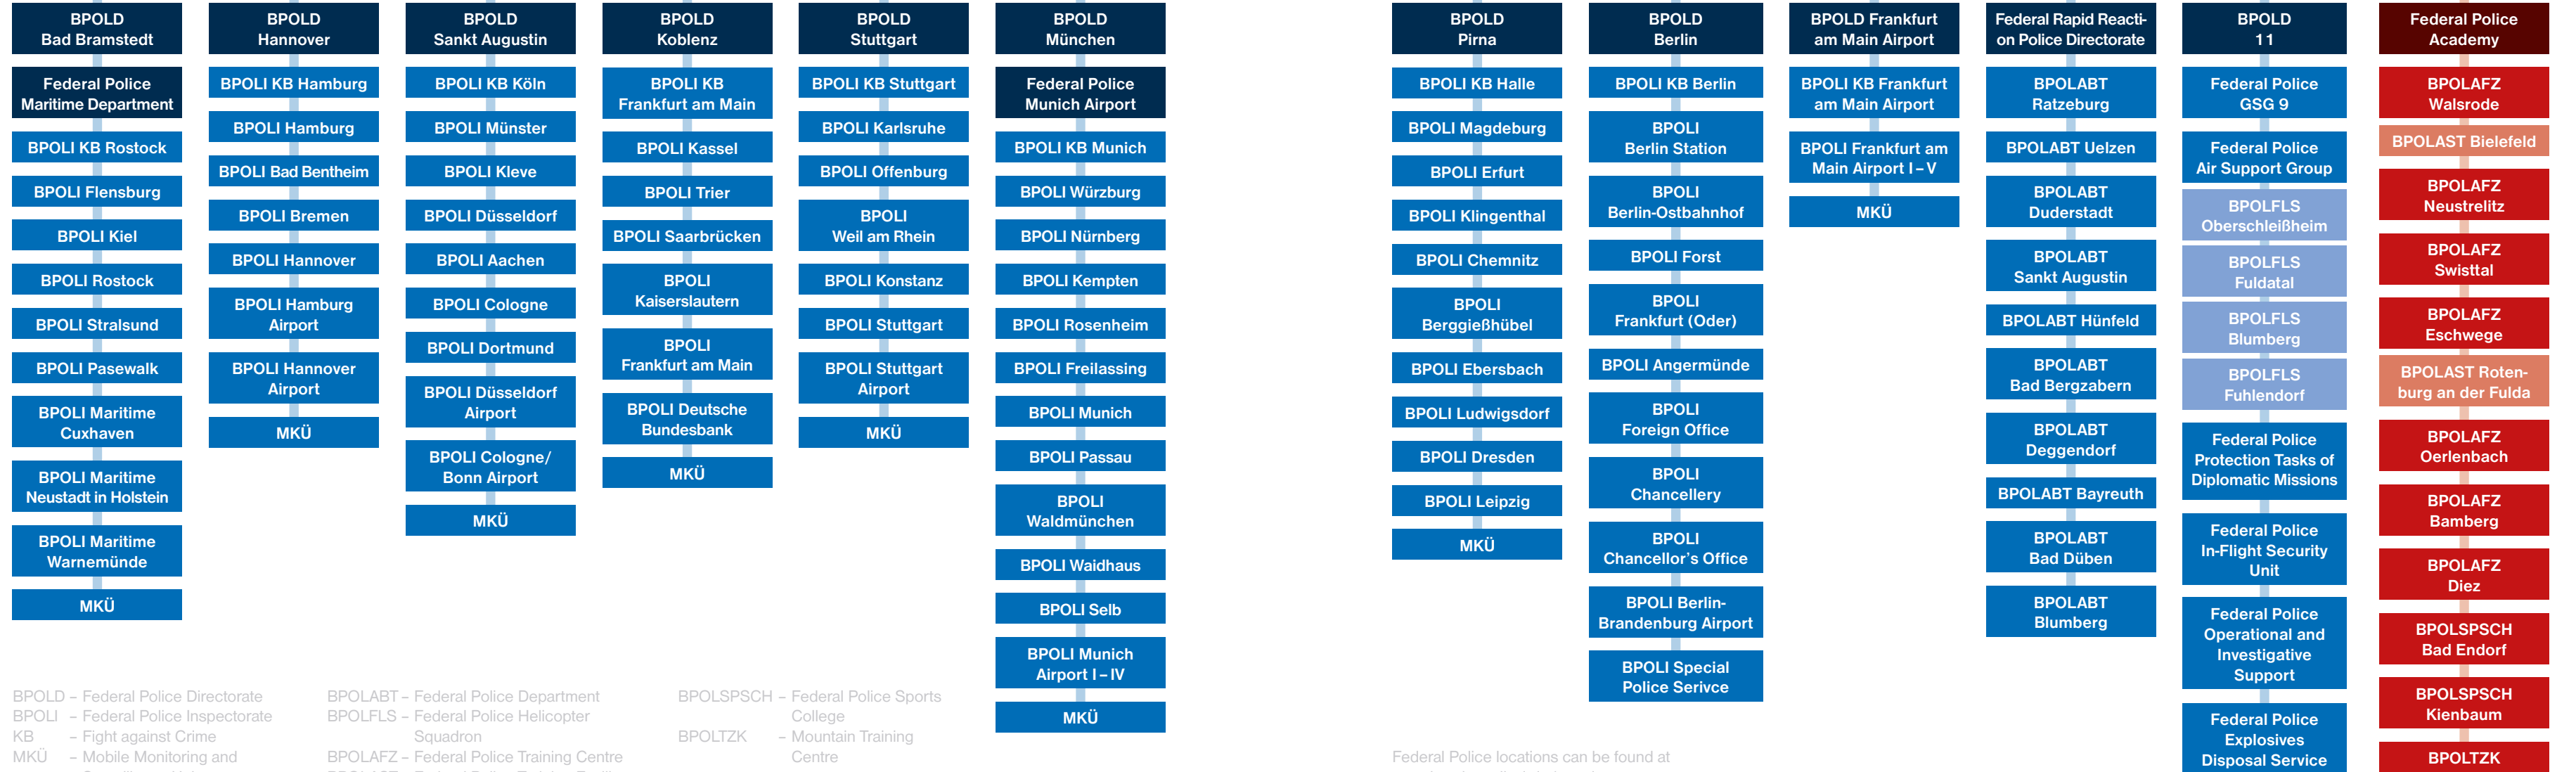 BPOLD
Bad Bramstedt
Federal Police
Maritime Department
BPOLI KB Rostock
BPOLI Flensburg
BPOLI Kiel
BPOLI Rostock
BPOLI Stralsund
BPOLI Pasewalk
BPOLI Maritime
Cuxhaven
BPOLI Maritime
Neustadt in Holstein
BPOLI Maritime
Warnemünde
MKÜ
BPOLD
Hannover
BPOLI KB Hamburg
BPOLI Hamburg
BPOLI Bad Bentheim
BPOLI Bremen
BPOLI Hannover
BPOLI Hamburg
Airport
BPOLI Hannover
Airport
MKÜ
BPOLD
Sankt Augustin
BPOLI KB Köln
BPOLI Münster
BPOLI Kleve
BPOLI Düsseldorf
BPOLI Aachen
BPOLI Cologne
BPOLI Dortmund
BPOLI Düsseldorf
Airport
BPOLI Cologne/
Bonn Airport
MKÜ
BPOLD
Koblenz
BPOLI KB
Frankfurt am Main
BPOLI Kassel
BPOLI Trier
BPOLI Saarbrücken
BPOLI
Kaiserslautern
BPOLI
Frankfurt am Main
BPOLI Deutsche
Bundesbank
MKÜ
BPOLD
Stuttgart
BPOLI KB Stuttgart
BPOLI Karlsruhe
BPOLI Offenburg
BPOLI
Weil am Rhein
BPOLI Konstanz
BPOLI Stuttgart
BPOLI Stuttgart
Airport
MKÜ
BPOLD
München
Federal Police
Munich Airport
BPOLI KB Munich
BPOLI Würzburg
BPOLI Nürnberg
BPOLI Kempten
BPOLI Rosenheim
BPOLI Freilassing
BPOLI Munich
BPOLI Passau
BPOLI
Waldmünchen
BPOLI Waidhaus
BPOLI Selb
BPOLI Munich
Airport I – IV
MKÜ
BPOLD
Pirna
BPOLI KB Halle
BPOLI Magdeburg
BPOLI Erfurt
BPOLI Klingenthal
BPOLI Chemnitz
BPOLI
Berggießhübel
BPOLI Ebersbach
BPOLI Ludwigsdorf
BPOLI Dresden
BPOLI Leipzig
MKÜ
BPOLD
Berlin
BPOLI KB Berlin
BPOLI
Berlin Station
BPOLI
Berlin-Ostbahnhof
BPOLI Forst
BPOLI
Frankfurt (Oder)
BPOLI Angermünde
BPOLI
Foreign Office
BPOLI
Chancellery
BPOLI
Chancellor's Office
BPOLI Berlin-
Brandenburg Airport
BPOLI Special
Police Serivce
BPOLD Frankfurt
am Main Airport
BPOLI KB Frankfurt
am Main Airport
BPOLI Frankfurt am
Main Airport I – V
MKÜ
Federal Rapid Reacti-
on Police Directorate
BPOLABT
Ratzeburg
BPOLABT Uelzen
BPOLABT
Duderstadt
BPOLABT
Sankt Augustin
BPOLABT Hünfeld
BPOLABT
Bad Bergzabern
BPOLABT
Deggendorf
BPOLABT Bayreuth
BPOLABT
Bad Düben
BPOLABT
Blumberg
BPOLD
11
Federal Police
GSG 9
Federal Police
Air Support Group
BPOLFLS
Oberschleißheim
BPOLFLS
Fuldatal
BPOLFLS
Blumberg
BPOLFLS
Fuhlendorf
Federal Police
Protection Tasks of
Diplomatic Missions
Federal Police
In-Flight Security
Unit
Federal Police
Operational and
Investigative
Support
Federal Police
Explosives
Disposal Service
Federal Police
Academy
BPOLAFZ
Walsrode
BPOLAST Bielefeld
BPOLAFZ
Neustrelitz
BPOLAFZ
Swisttal
BPOLAFZ
Eschwege
BPOLAST Roten-
burg an der Fulda
BPOLAFZ
Oerlenbach
BPOLAFZ
Bamberg
BPOLAFZ
Diez
BPOLSPSCH
Bad Endorf
BPOLSPSCH
Kienbaum
BPOLTZK
BPOLD – Federal Police Directorate
BPOLI – Federal Police Inspectorate
KB – Fight against Crime
MKÜ – Mobile Monitoring and
BPOLABT – Federal Police Department
BPOLFLS – Federal Police Helicopter
Squadron
BPOLAFZ – Federal Police Training Centre
BPOLSPSCH – Federal Police Sports
College
BPOLTZK – Mountain Training
Centre
Federal Police locations can be found at